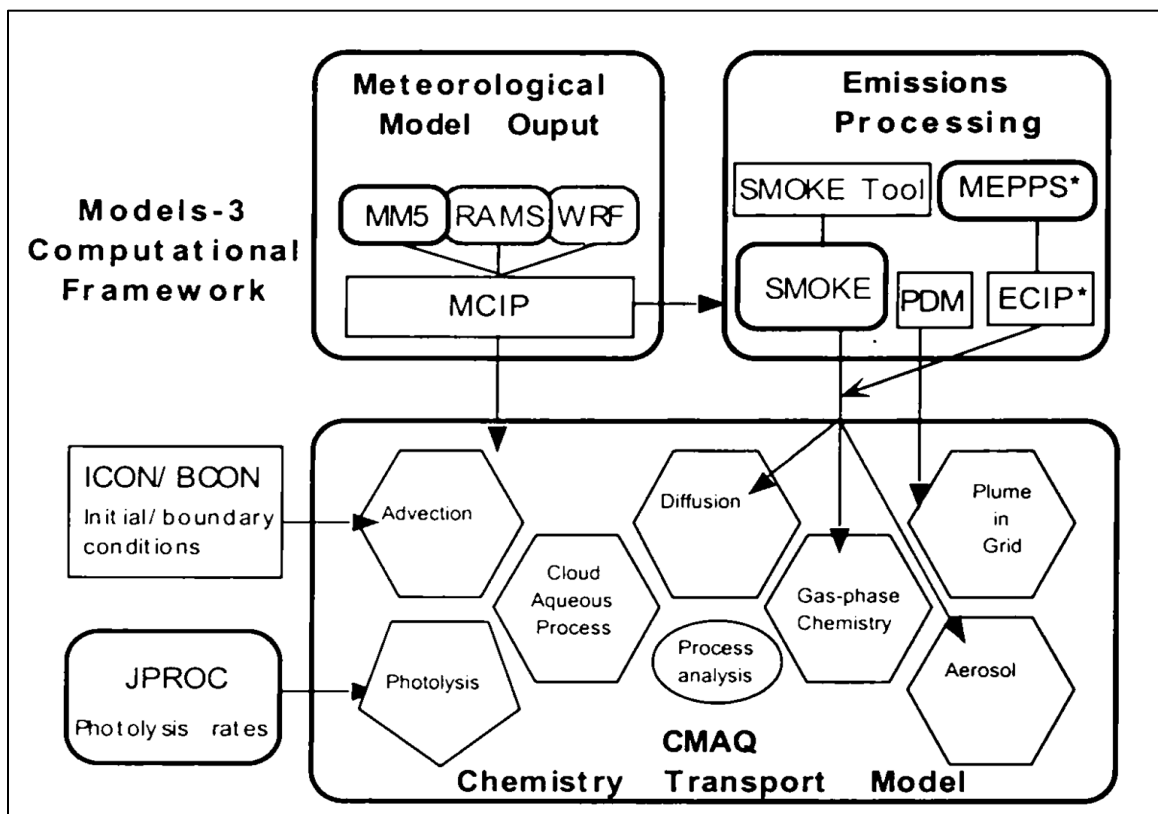 Meteorological
Model Ouput
Emissions
Processing
Models-3
Computational
Framework
MM5
RAMS
WRF
MCIP
SMOKE Tool
MEPPS*
SMOKE
PDM
ECIP*
ICON/ BCON
Initial/ boundary
conditions
JPROC
Photolysis rates
Advection
Cloud
Aqueous
Process
Photolysis
Diffusion
Process
analysis
Gas-phase
Chemistry
Plume
in
Grid
Aerosol
CMAQ
Chemistry Transport Model